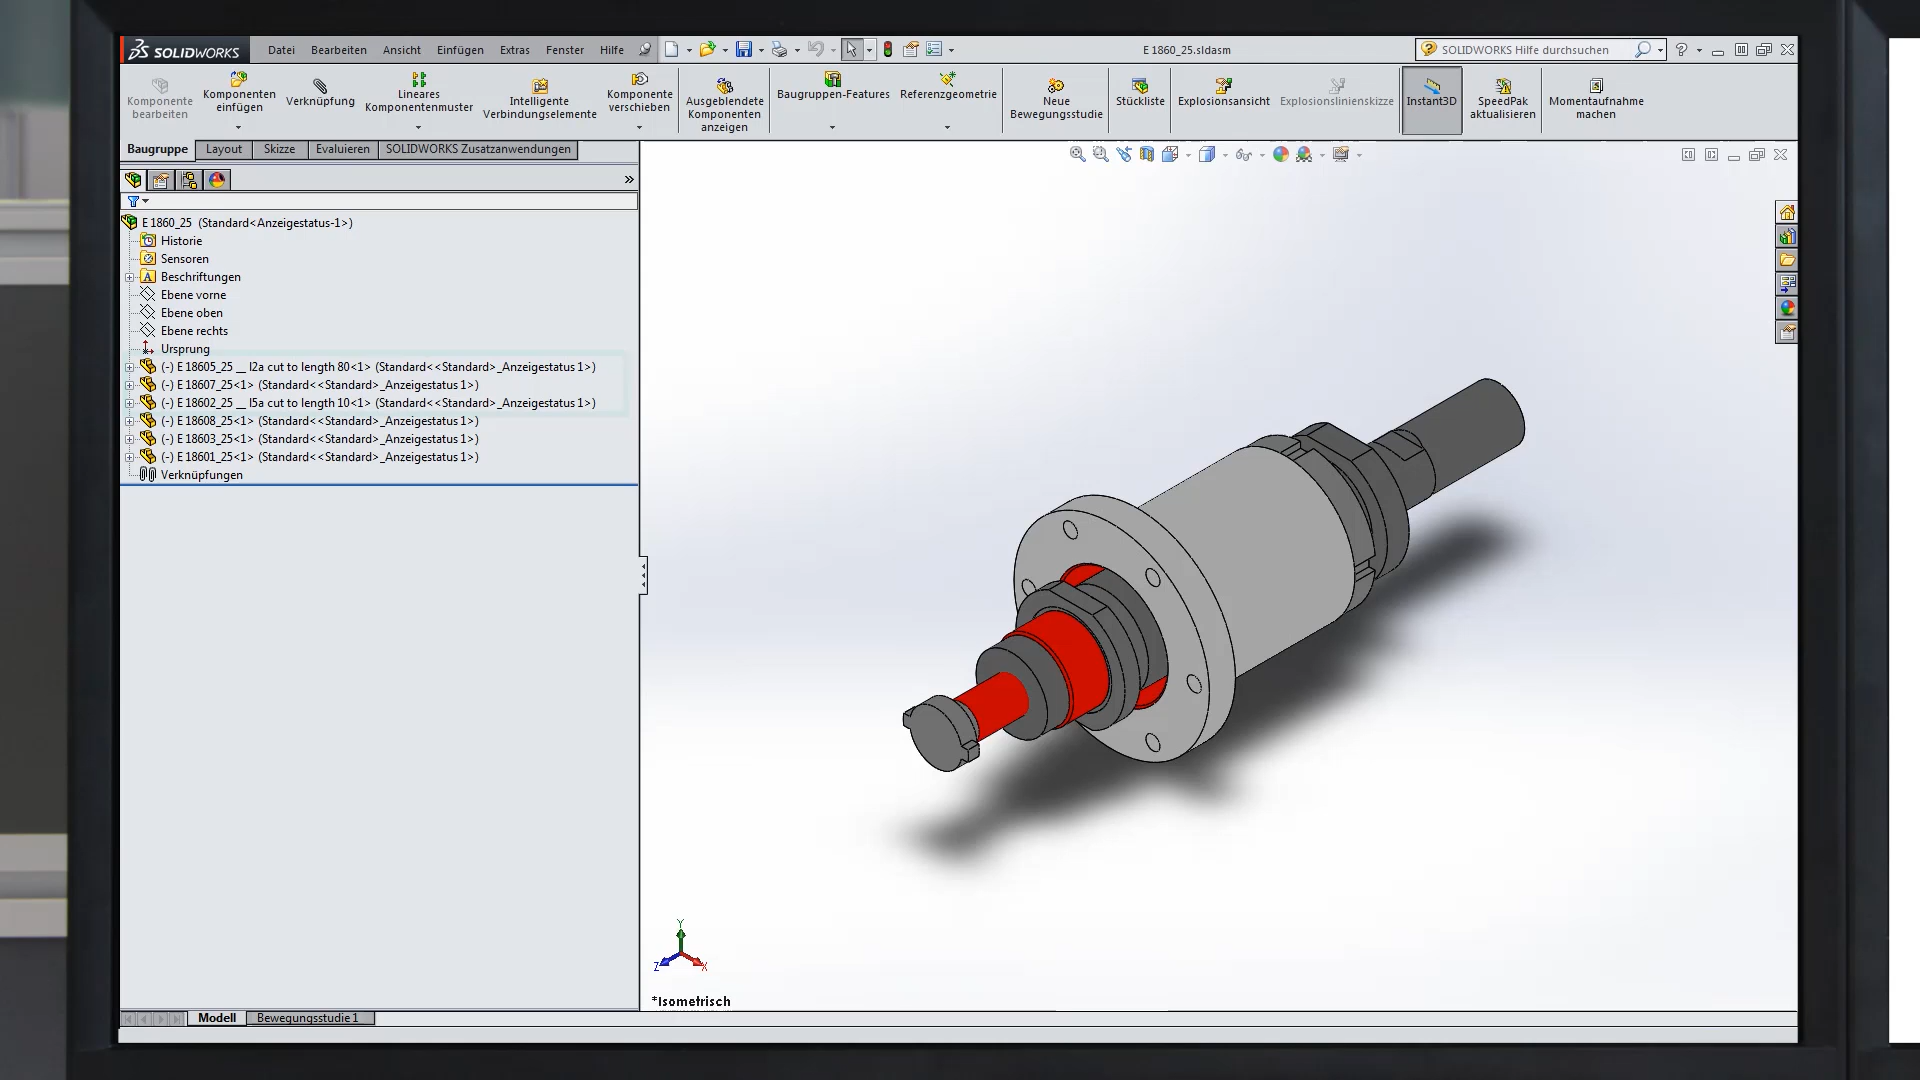 SOLIDWORKS
Datei Bearbeiten Ansicht Einfügen Extras Fenster Hilfe
E 1860_25.sldasm
SOLIDWORKS Hilfe durchsuchen
?
Komponente bearbeiten
Komponenten einfügen
Verknüpfung
Lineares Komponentenmuster
Intelligente Verbindungselemente
Komponente verschieben
Ausgeblendete Komponenten anzeigen
Baugruppen-Features
Referenzgeometrie
Neue Bewegungsstudie
Stückliste
Explosionsansicht
Explosionslinienskizze
Instant3D
SpeedPak aktualisieren
Momentaufnahme machen
Baugruppe Layout Skizze Evaluieren SOLIDWORKS Zusatzanwendungen
»
E 1860_25 (Standard<Anzeigestatus-1>)
Historie
Sensoren
A Beschriftungen
Ebene vorne
Ebene oben
Ebene rechts
Ursprung
(-) E 18605_25 __ l2a cut to length 80<1> (Standard<<Standard>_Anzeigestatus 1>)
(-) E 18607_25<1> (Standard<<Standard>_Anzeigestatus 1>)
(-) E 18602_25 __ l5a cut to length 10<1> (Standard<<Standard>_Anzeigestatus 1>)
(-) E 18608_25<1> (Standard<<Standard>_Anzeigestatus 1>)
(-) E 18603_25<1> (Standard<<Standard>_Anzeigestatus 1>)
(-) E 18601_25<1> (Standard<<Standard>_Anzeigestatus 1>)
Verknüpfungen
Y
Z X
*Isometrisch
Modell Bewegungsstudie 1